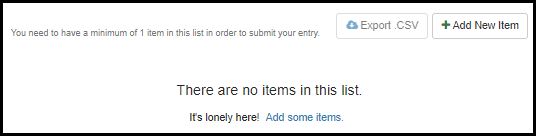 You need to have a minimum of 1 item in this list in order to submit your entry.
Export .CSV
Add New Item
There are no items in this list.
It's lonely here! Add some items.